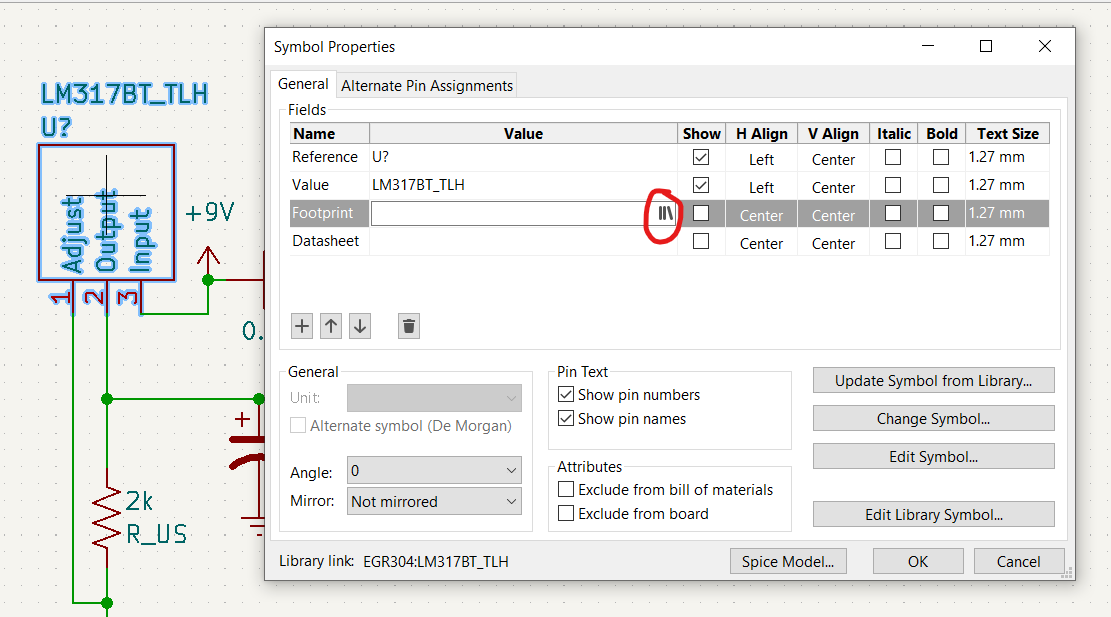 LM317BT_TLH
U?
Adjust
Output
Input
1
2
3
+9V
0.
+
2k
R_US
Symbol Properties
General Alternate Pin Assignments
Fields
Name Value Show H Align V Align Italic Bold Text Size
Reference U? Left Center 1.27 mm
Value LM317BT_TLH Left Center 1.27 mm
Footprint Center Center 1.27 mm
Datasheet Center Center 1.27 mm
General
Unit:
Alternate symbol (De Morgan)
Angle: 0
Mirror: Not mirrored
Pin Text
Show pin numbers
Show pin names
Attributes
Exclude from bill of materials
Exclude from board
Update Symbol from Library...
Change Symbol...
Edit Symbol...
Edit Library Symbol...
Library link: EGR304:LM317BT_TLH
Spice Model... OK Cancel